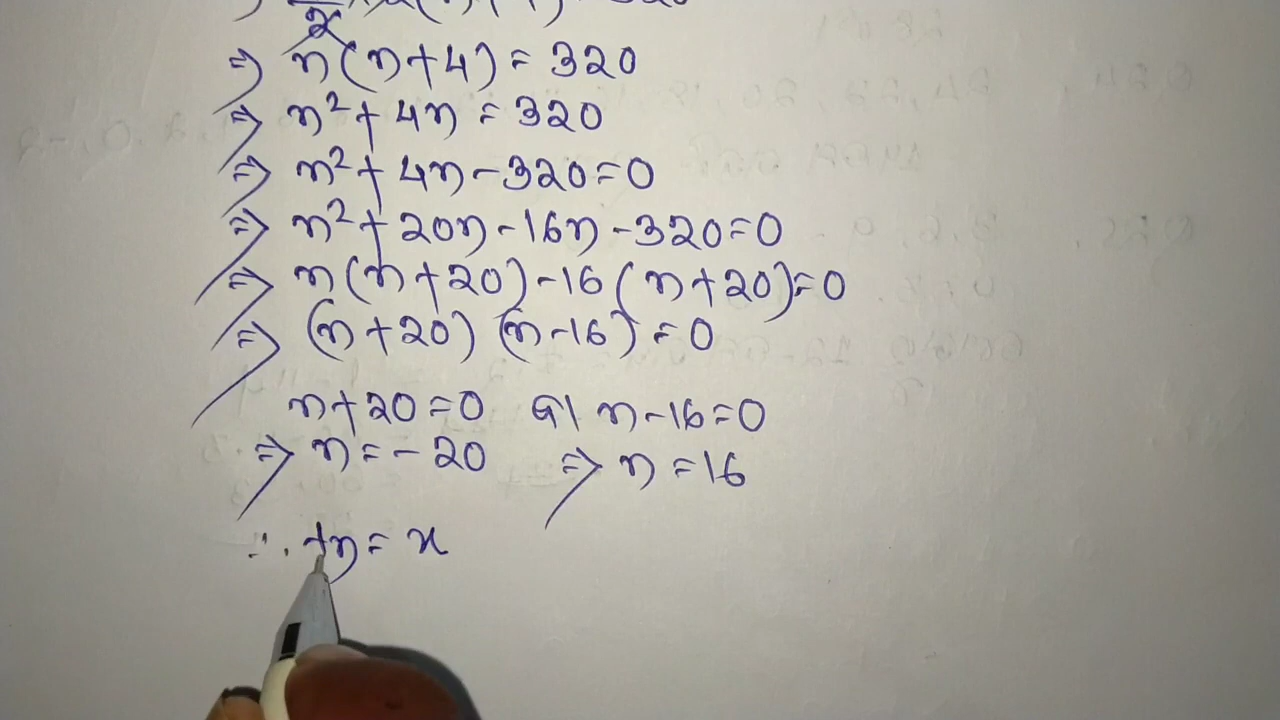 ⇒ n(n+4) = 320
⇒ n² + 4n = 320
⇒ n² + 4n - 320 = 0
⇒ n² + 20n - 16n - 320 = 0
⇒ n(n+20) - 16(n+20) = 0
⇒ (n+20) (n-16) = 0
n+20 = 0 ବା n-16 = 0
⇒ n = - 20 ⇒ n = 16
∴ tn = x